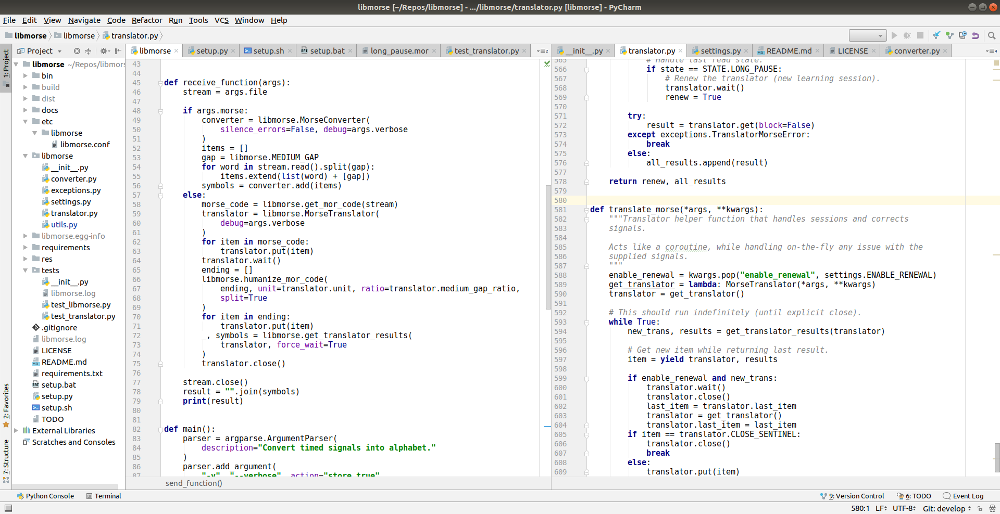 libmorse [~/Repos/libmorse] - .../libmorse/translator.py [libmorse] - PyCharm
File Edit View Navigate Code Refactor Run Tools VCS Window Help
libmorse libmorse translator.py
1: Project
2: Favorites
7: Structure
Project
libmorse ~/Repos/libmors
bin
build
dist
docs
etc
libmorse
libmorse.conf
libmorse
__init__.py
converter.py
exceptions.py
settings.py
translator.py
utils.py
libmorse.egg-info
requirements
res
tests
__init__.py
libmorse.log
test_libmorse.py
test_translator.py
.gitignore
libmorse.log
LICENSE
README.md
requirements.txt
setup.bat
setup.py
setup.sh
TODO
External Libraries
Scratches and Consoles
libmorse setup.py setup.sh setup.bat long_pause.mor test_translator.py 2
43
44
45 def receive_function(args):
46     stream = args.file
47
48     if args.morse:
49         converter = libmorse.MorseConverter(
50             silence_errors=False, debug=args.verbose
51         )
52         items = []
53         gap = libmorse.MEDIUM_GAP
54         for word in stream.read().split(gap):
55             items.extend(list(word) + [gap])
56         symbols = converter.add(items)
57     else:
58         morse_code = libmorse.get_mor_code(stream)
59         translator = libmorse.MorseTranslator(
60             debug=args.verbose
61         )
62         for item in morse_code:
63             translator.put(item)
64         translator.wait()
65         ending = []
66         libmorse.humanize_mor_code(
67             ending, unit=translator.unit, ratio=translator.medium_gap_ratio,
68             split=True
69         )
70         for item in ending:
71             translator.put(item)
72         _, symbols = libmorse.get_translator_results(
73             translator, force_wait=True
74         )
75         translator.close()
76
77     stream.close()
78     result = "".join(symbols)
79     print(result)
80
81
82 def main():
83     parser = argparse.ArgumentParser(
84         description="Convert timed signals into alphabet."
85     )
86     parser.add_argument(
87         "-v", "--verbose", action="store_true"
send_function()
__init__.py translator.py settings.py README.md LICENSE converter.py 4
565             # Handle last read state.
566             if state == STATE.LONG_PAUSE:
567                 # Renew the translator (new learning session).
568                 translator.wait()
569                 renew = True
570
571         try:
572             result = translator.get(block=False)
573         except exceptions.TranslatorMorseError:
574             break
575         else:
576             all_results.append(result)
577
578     return renew, all_results
579
580
581 def translate_morse(*args, **kwargs):
582     """Translator helper function that handles sessions and corrects
583     signals.
584
585     Acts like a coroutine, while handling on-the-fly any issue with the
586     supplied signals.
587     """
588     enable_renewal = kwargs.pop("enable_renewal", settings.ENABLE_RENEWAL)
589     get_translator = lambda: MorseTranslator(*args, **kwargs)
590     translator = get_translator()
591
592     # This should run indefinitely (until explicit close).
593     while True:
594         new_trans, results = get_translator_results(translator)
595
596         # Get new item while returning last result.
597         item = yield translator, results
598
599         if enable_renewal and new_trans:
600             translator.wait()
601             translator.close()
602             last_item = translator.last_item
603             translator = get_translator()
604             translator.last_item = last_item
605         if item == translator.CLOSE_SENTINEL:
606             translator.close()
607             break
608         else:
609             translator.put(item)
Python Console Terminal 9: Version Control 6: TODO Event Log
580:1 LF UTF-8 Git: develop